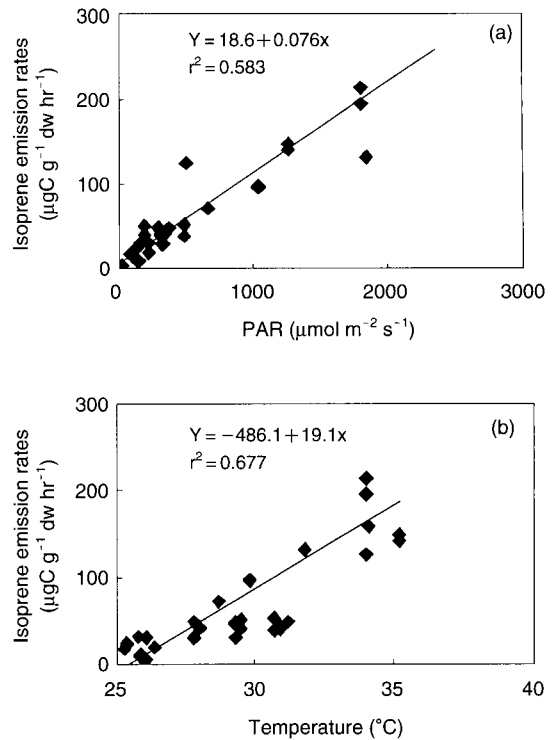 (a)
Y = 18.6+0.076x
r² = 0.583
Isoprene emission rates
(μgC g⁻¹ dw hr⁻¹)
300
200
100
0
0 1000 2000 3000
PAR (μmol m⁻² s⁻¹)
(b)
Y = −486.1+19.1x
r² = 0.677
Isoprene emission rates
(μgC g⁻¹ dw hr⁻¹)
300
200
100
0
25 30 35 40
Temperature (°C)